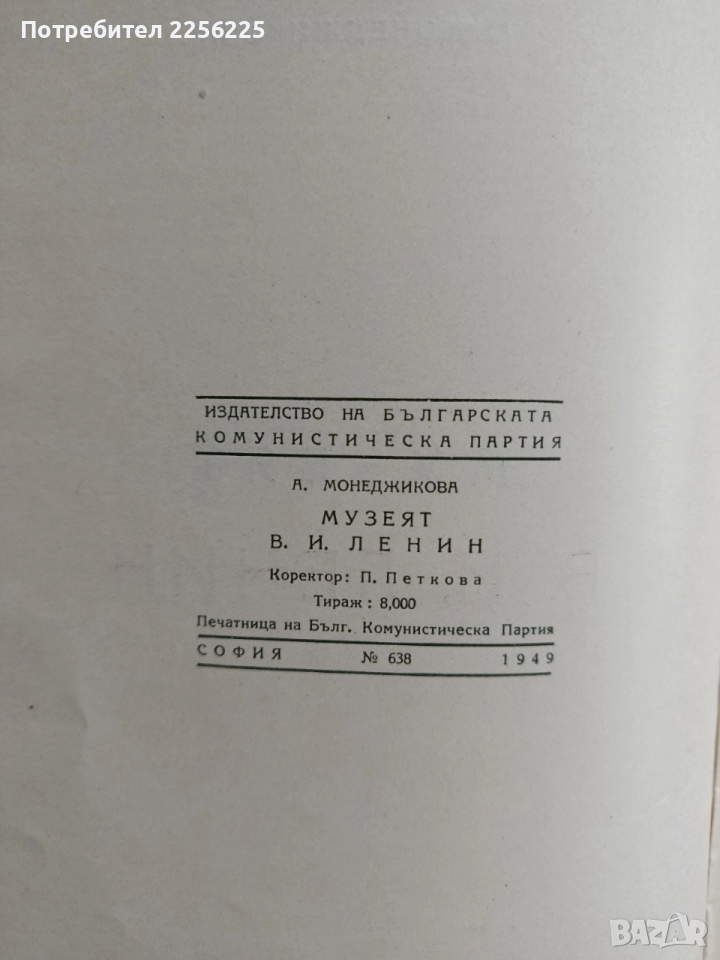 Потребител 2256225
ИЗДАТЕЛСТВО НА БЪЛГАРСКАТА
КОМУНИСТИЧЕСКА ПАРТИЯ
А. МОНЕДЖИКОВА
МУЗЕЯТ
В. И. ЛЕНИН
Коректор: П. Петкова
Тираж: 8,000
Печатница на Бълг. Комунистическа Партия
СОФИЯ № 638 1949
BAZAR